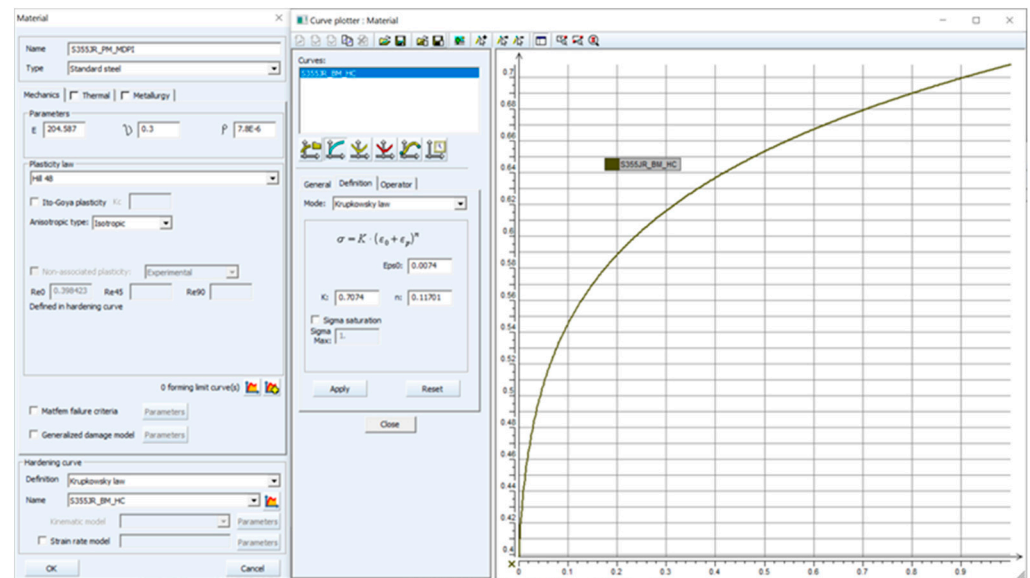 Material
Name S355JR_PM_MDPI
Type Standard steel
Mechanics Thermal Metallurgy
Parameters
E 204.587 υ 0.3 ρ 7.8E-6
Plasticity law
Hill 48
Ito-Goya plasticity
Anisotropic type: Isotropic
Non-associated plasticity: Experimental
Re0 0.398423 Re45 Re90
Defined in hardening curve
0 forming limit curve(s)
Matfem failure criteria Parameters
Generalized damage model Parameters
Hardening curve
Definition Krupkowsky law
Name S355JR_BM_HC
Kinematic model Parameters
Strain rate model Parameters
OK Cancel
Curve plotter : Material
Curves:
S355JR_BM_HC
General Definition Operator
Mode: Krupkowsky law
σ = K · (ε₀ + εₚ)ⁿ
Eps0: 0.0074
K: 0.7074 n: 0.11701
Sigma saturation
Sigma Max: 1.
Apply Reset
Close
0.7
0.68
0.66
0.64
S355JR_BM_HC
0.62
0.6
0.58
0.56
0.54
0.52
0.5
0.48
0.46
0.44
0.42
0.4
0 0.1 0.2 0.3 0.4 0.5 0.6 0.7 0.8 0.9